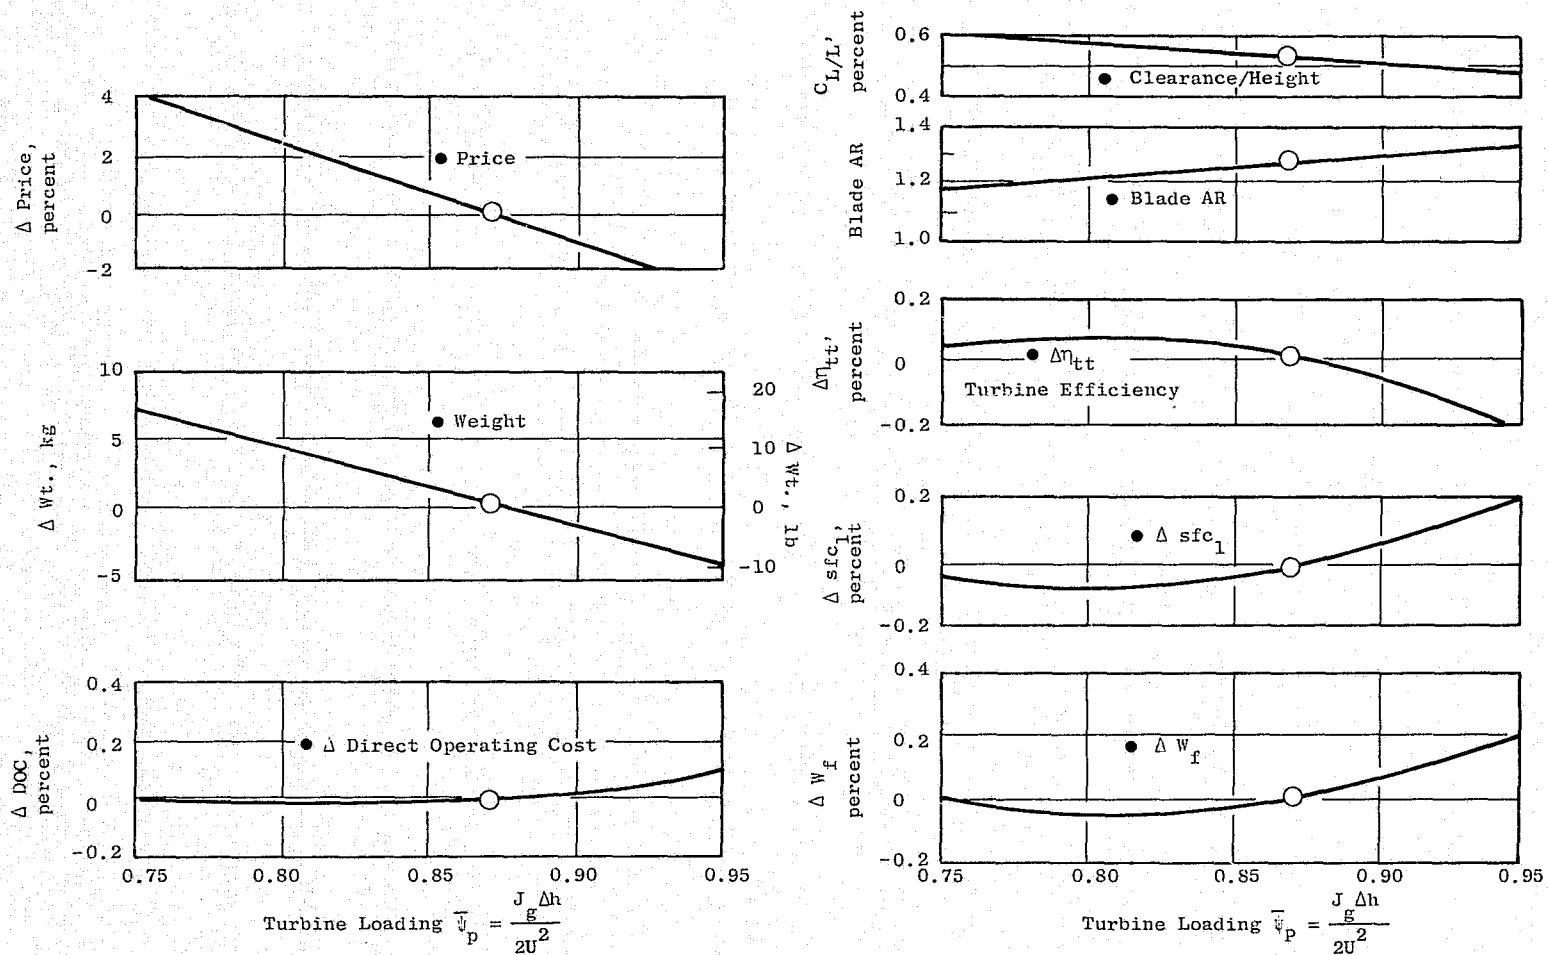 Δ Price,
percent
4
2
0
-2
● Price
Δ Wt., kg
10
5
0
-5
● Weight
20
10
0
-10
Δ Wt., lb
Δ DOC,
percent
0.4
0.2
0
-0.2
● Δ Direct Operating Cost
0.75 0.80 0.85 0.90 0.95
Turbine Loading ψ̅p = JgΔh / 2U²
CL/L',
percent
0.6
0.4
● Clearance/Height
Blade AR
1.4
1.2
1.0
● Blade AR
Δηtt,
percent
0.2
0
-0.2
● Δηtt
Turbine Efficiency
Δ sfc1,
percent
0.2
0
-0.2
● Δ sfc1
Δ Wf
percent
0.4
0.2
0
-0.2
● Δ Wf
0.75 0.80 0.85 0.90 0.95
Turbine Loading ψ̅p = JgΔh / 2U²